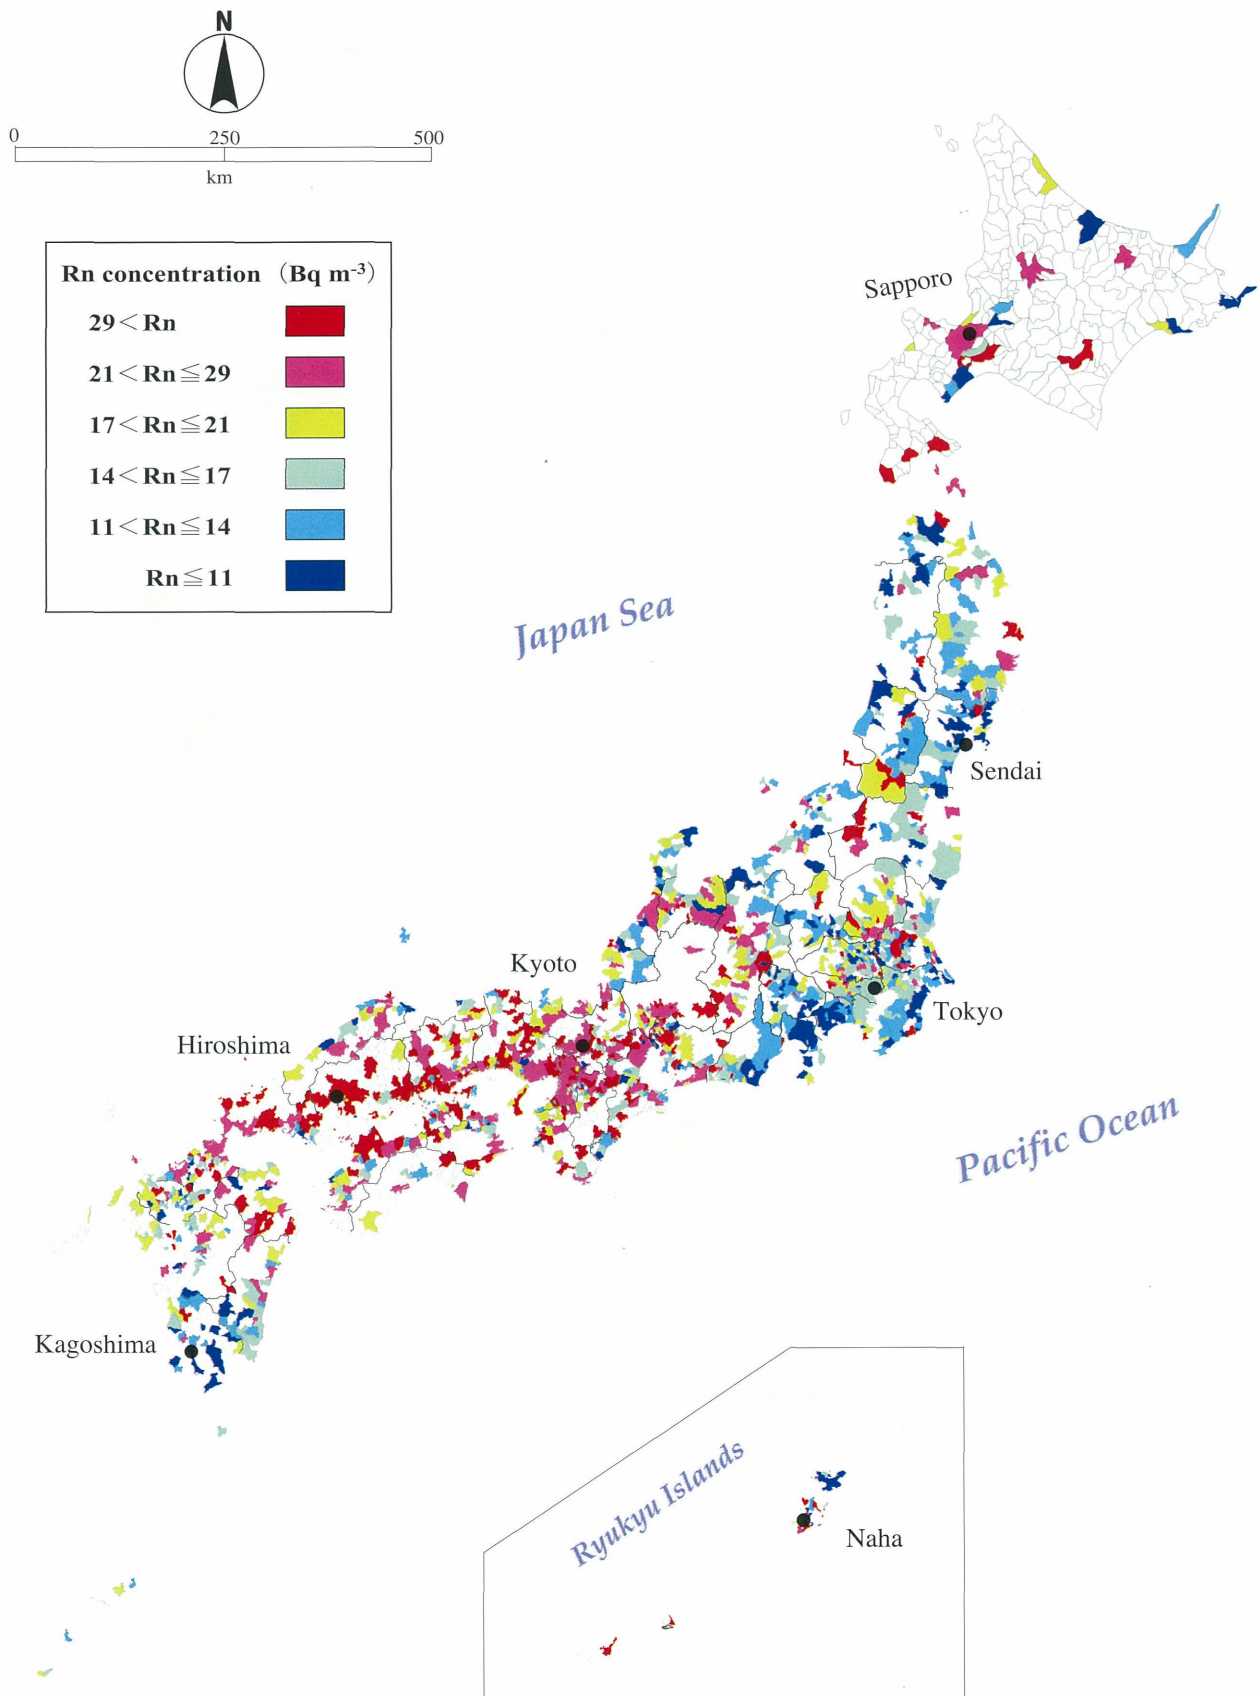 N
0 250 500
km
Rn concentration (Bq m⁻³)
29＜Rn
21＜Rn≦29
17＜Rn≦21
14＜Rn≦17
11＜Rn≦14
Rn≦11
Sapporo
Japan Sea
Sendai
Kyoto
Tokyo
Hiroshima
Pacific Ocean
Kagoshima
Ryukyu Islands
Naha